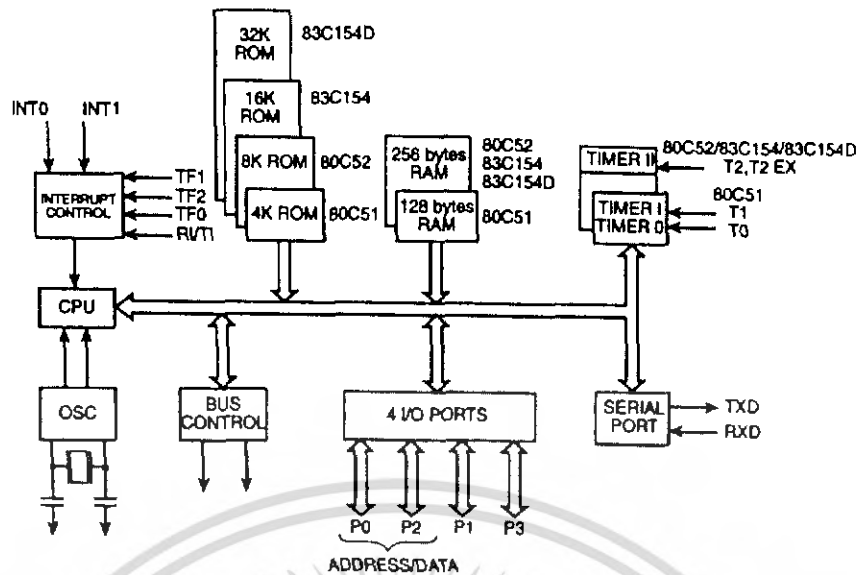 32K ROM
83C154D
16K ROM
83C154
INT0
INT1
8K ROM
80C52
4K ROM
80C51
INTERRUPT CONTROL
TF1
TF2
TF0
RI/TI
256 bytes RAM
80C52
83C154
83C154D
128 bytes RAM
80C51
TIMER II
80C52/83C154/83C154D
T2,T2 EX
80C51
TIMER I
T1
TIMER 0
T0
CPU
OSC
BUS CONTROL
4 I/O PORTS
SERIAL PORT
TXD
RXD
P0
P2
P1
P3
ADDRESS/DATA